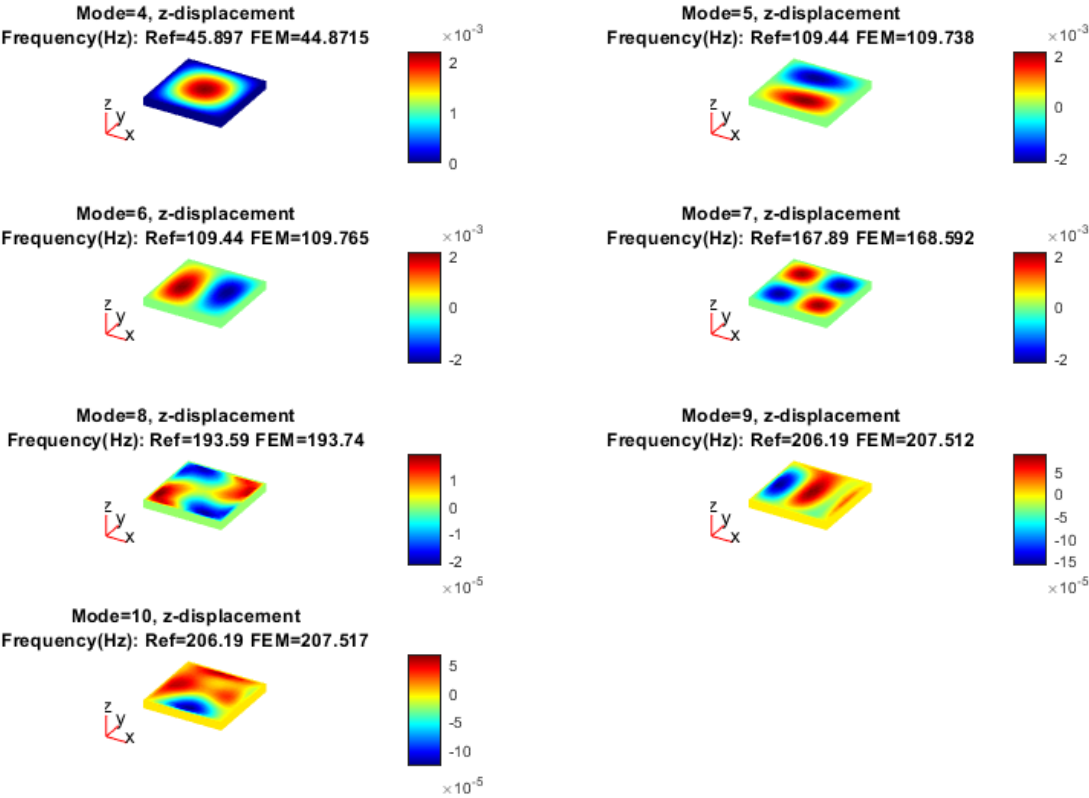 Mode=4, z-displacement
Frequency(Hz): Ref=45.897 FEM=44.8715
×10⁻³
2
1
0
z
y
x
Mode=5, z-displacement
Frequency(Hz): Ref=109.44 FEM=109.738
×10⁻³
2
0
-2
z
y
x
Mode=6, z-displacement
Frequency(Hz): Ref=109.44 FEM=109.765
×10⁻³
2
0
-2
z
y
x
Mode=7, z-displacement
Frequency(Hz): Ref=167.89 FEM=168.592
×10⁻³
2
0
-2
z
y
x
Mode=8, z-displacement
Frequency(Hz): Ref=193.59 FEM=193.74
1
0
-1
-2
×10⁻⁵
z
y
x
Mode=9, z-displacement
Frequency(Hz): Ref=206.19 FEM=207.512
5
0
-5
-10
-15
×10⁻⁵
z
y
x
Mode=10, z-displacement
Frequency(Hz): Ref=206.19 FEM=207.517
5
0
-5
-10
×10⁻⁵
z
y
x